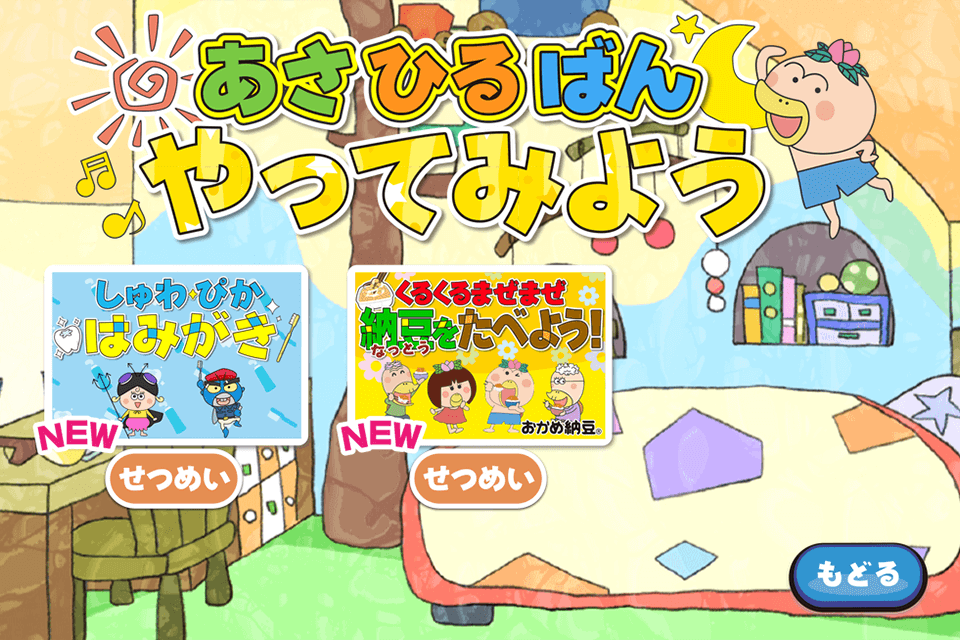 あさひるばん
やってみよう
しゅわぴか
はみがき
NEW
せつめい
くるくるまぜまぜ
納豆をたべよう!
なっとう
おかめ納豆®
NEW
せつめい
もどる